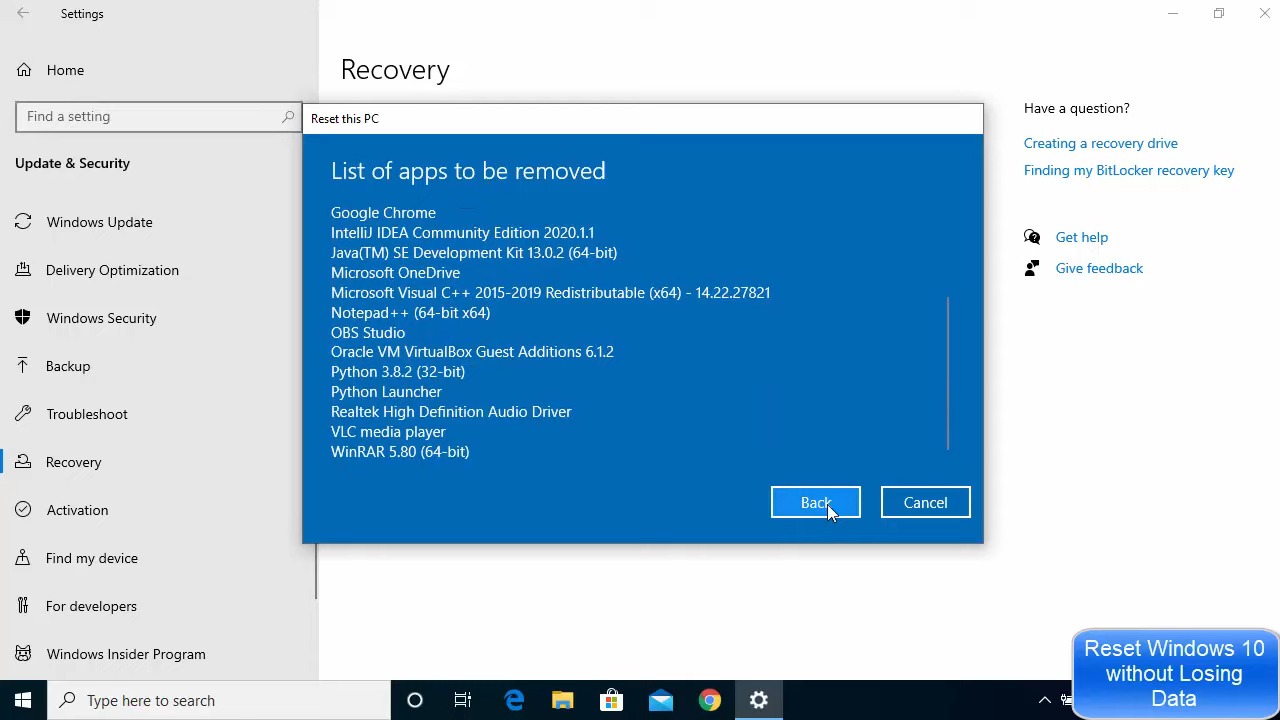 Settings
Home
Find a setting
Update & Security
Windows Update
Delivery Optimization
Windows Security
Backup
Troubleshoot
Recovery
Activation
Find my device
For developers
Windows Insider Program
Recovery
Reset this PC
List of apps to be removed
Google Chrome
IntelliJ IDEA Community Edition 2020.1.1
Java(TM) SE Development Kit 13.0.2 (64-bit)
Microsoft OneDrive
Microsoft Visual C++ 2015-2019 Redistributable (x64) - 14.22.27821
Notepad++ (64-bit x64)
OBS Studio
Oracle VM VirtualBox Guest Additions 6.1.2
Python 3.8.2 (32-bit)
Python Launcher
Realtek High Definition Audio Driver
VLC media player
WinRAR 5.80 (64-bit)
Back
Cancel
Have a question?
Creating a recovery drive
Finding my BitLocker recovery key
Get help
Give feedback
Reset Windows 10
without Losing
Data
Type here to search